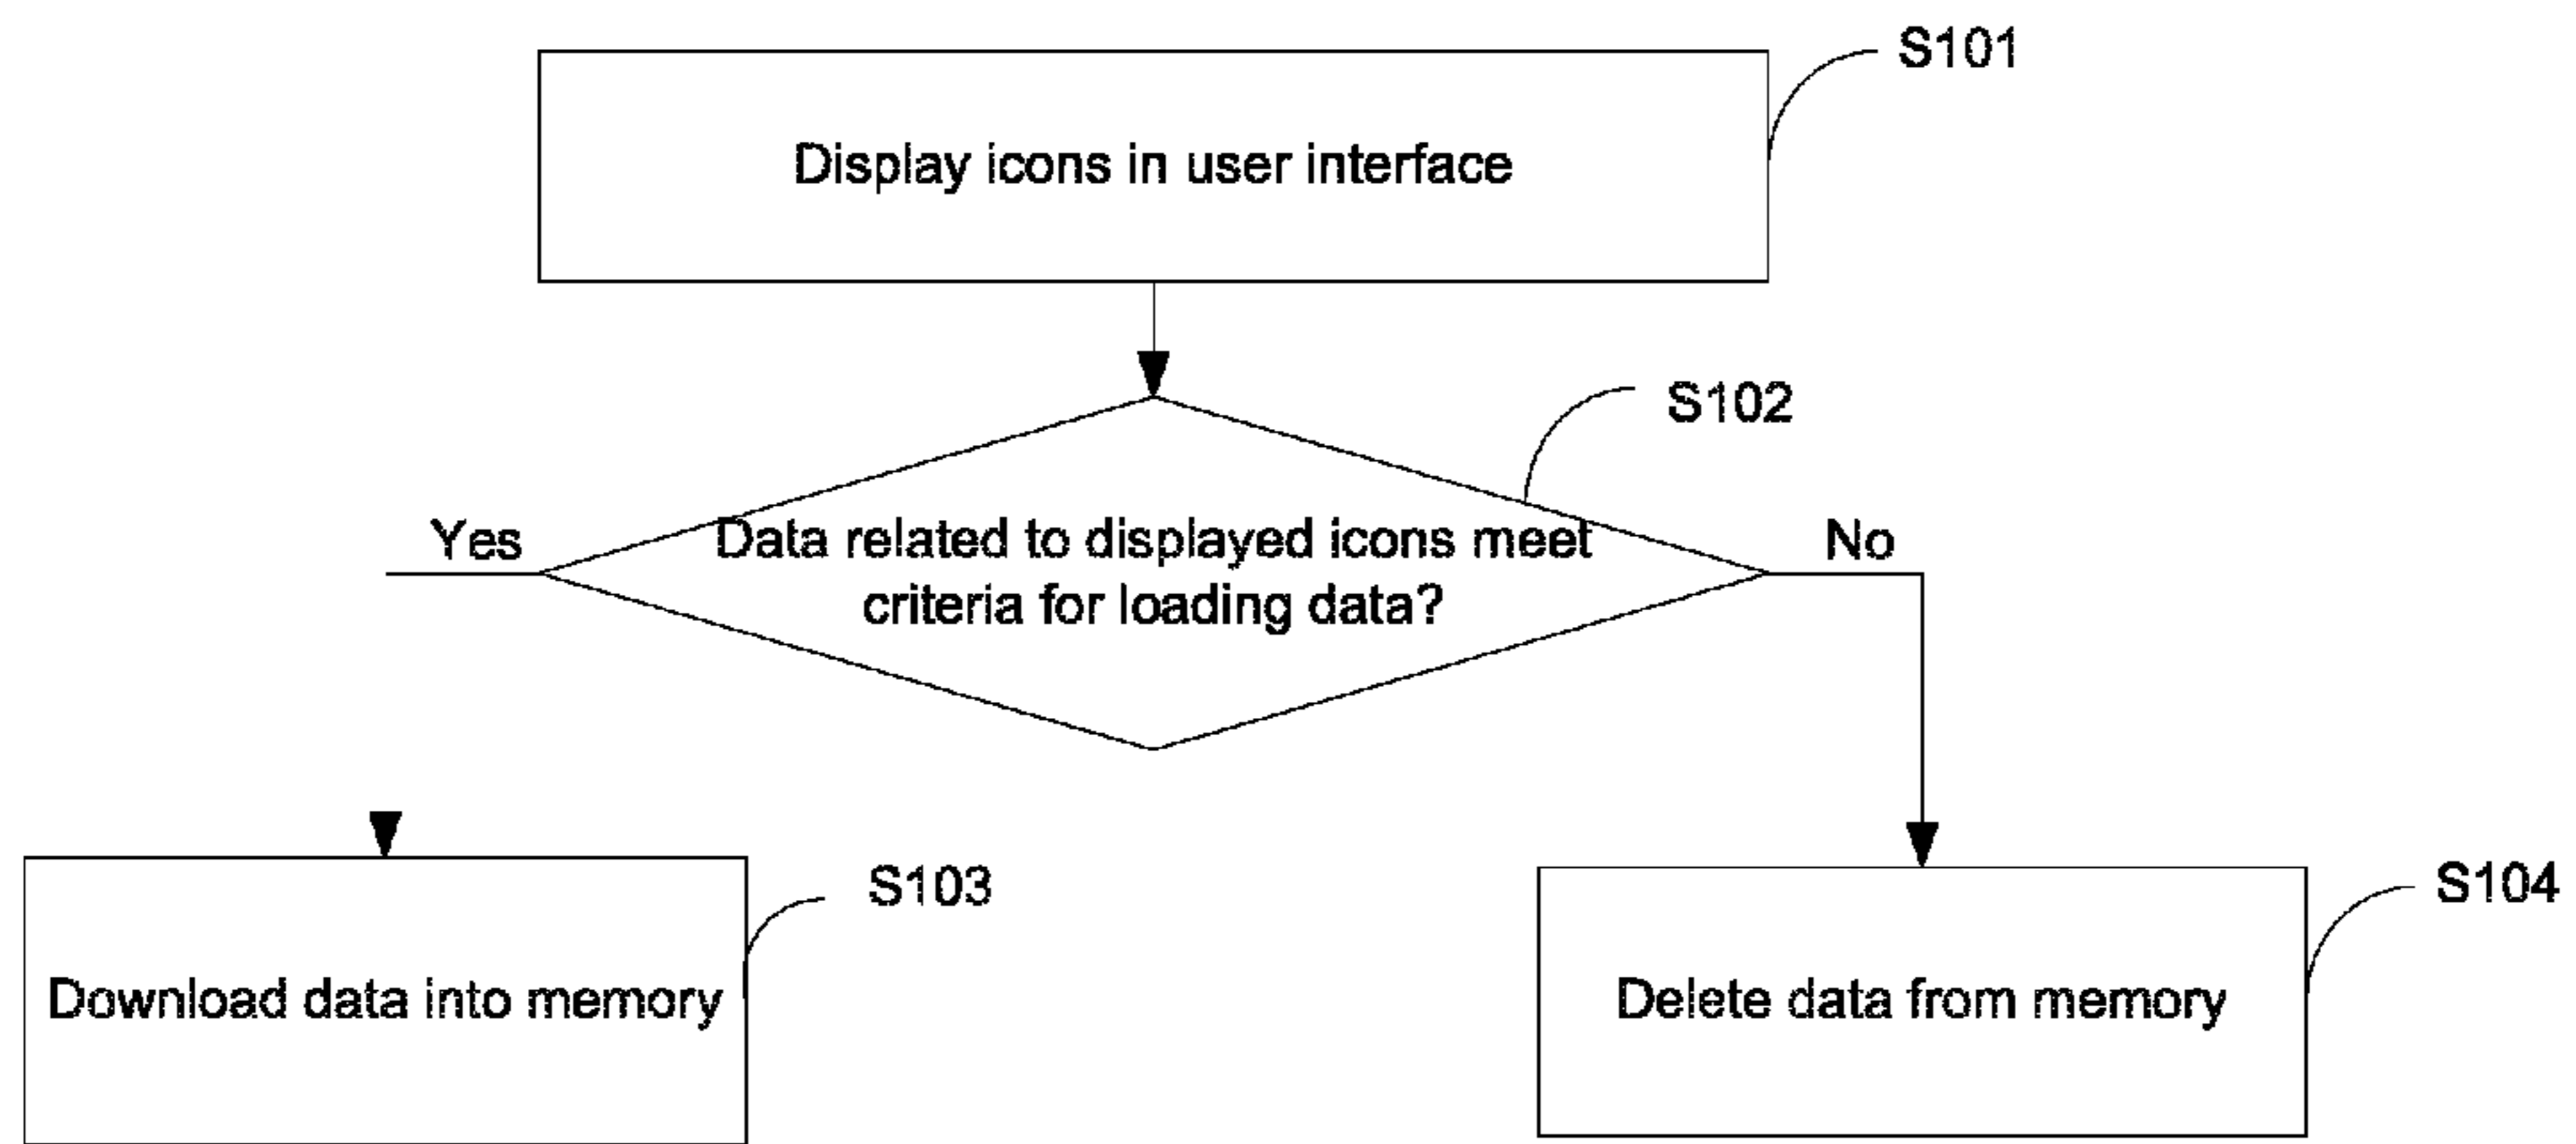 S101
Display icons in user interface
S102
Yes
Data related to displayed icons meet
criteria for loading data?
No
S103
S104
Download data into memory
Delete data from memory